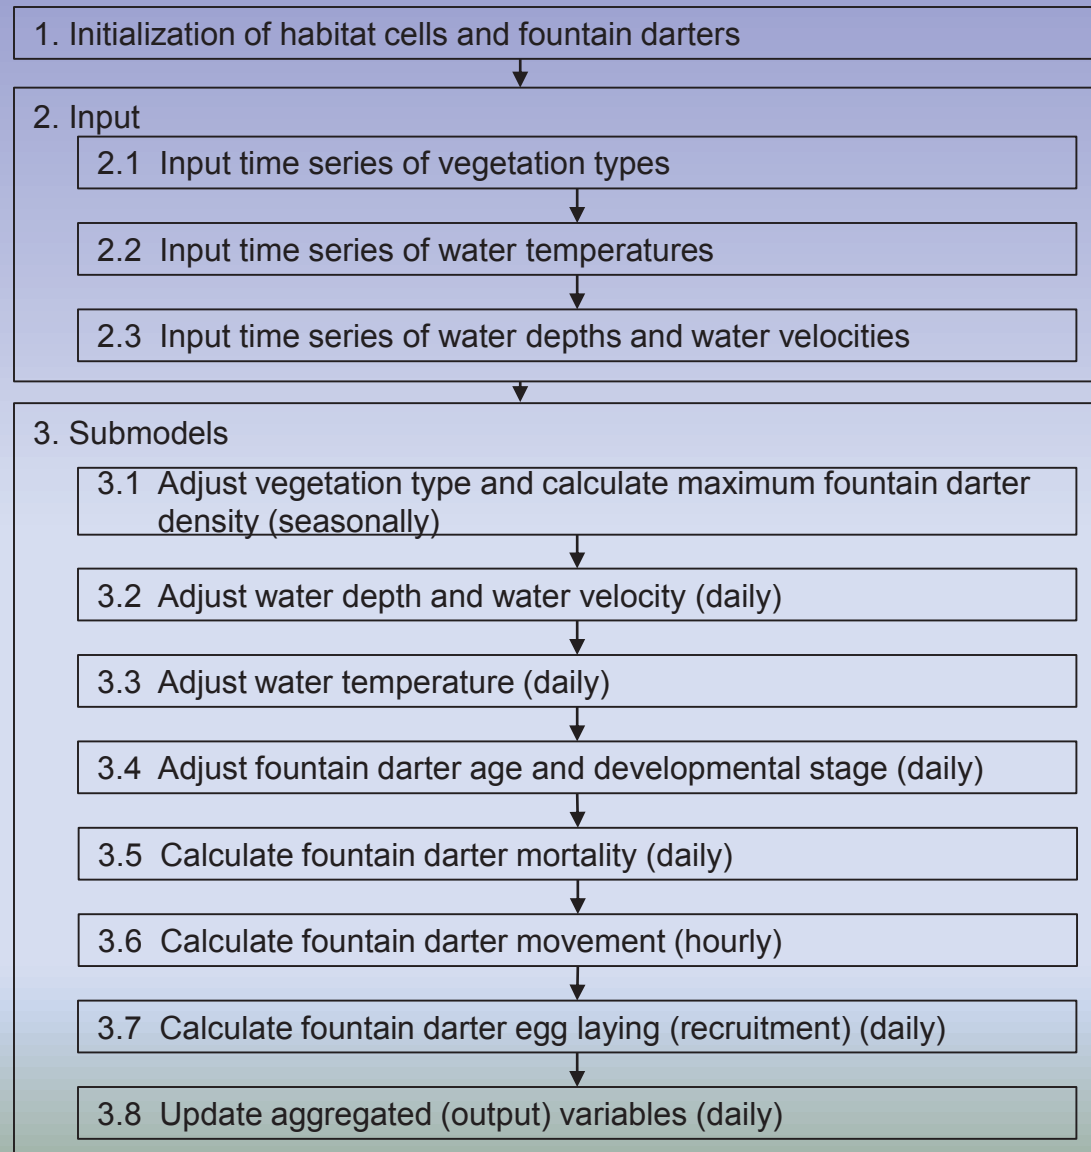 1. Initialization of habitat cells and fountain darters
2. Input
2.1 Input time series of vegetation types
2.2 Input time series of water temperatures
2.3 Input time series of water depths and water velocities
3. Submodels
3.1 Adjust vegetation type and calculate maximum fountain darter
density (seasonally)
3.2 Adjust water depth and water velocity (daily)
3.3 Adjust water temperature (daily)
3.4 Adjust fountain darter age and developmental stage (daily)
3.5 Calculate fountain darter mortality (daily)
3.6 Calculate fountain darter movement (hourly)
3.7 Calculate fountain darter egg laying (recruitment) (daily)
3.8 Update aggregated (output) variables (daily)